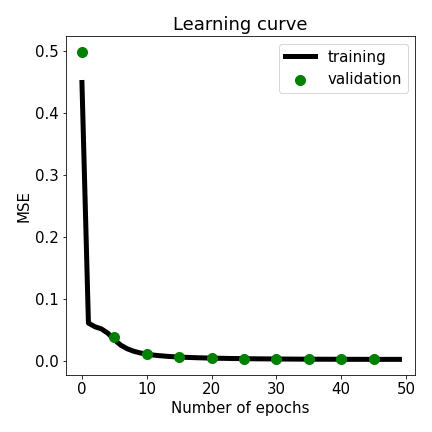 Learning curve
training
validation
MSE
0.5
0.4
0.3
0.2
0.1
0.0
0 10 20 30 40 50
Number of epochs